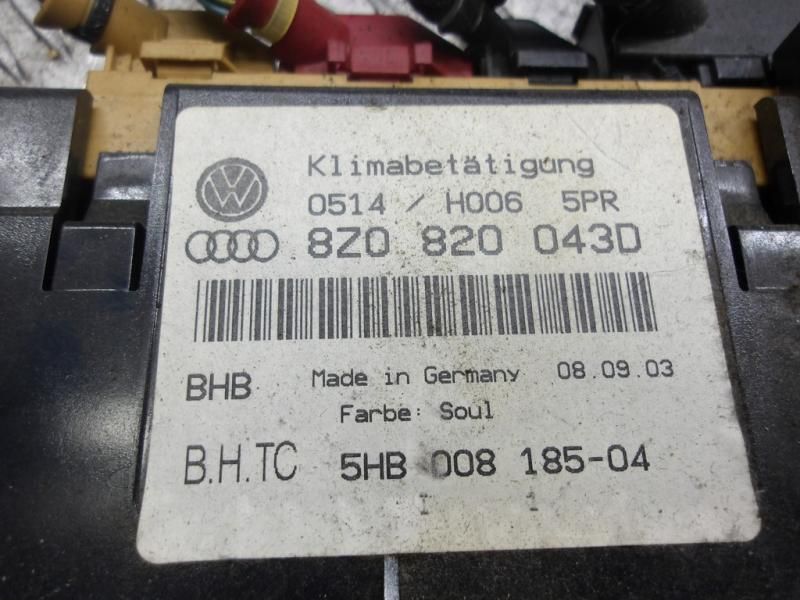 Klimabetätigung
0514 / H006 5PR
8Z0 820 043D
BHB Made in Germany 08.09.03
Farbe: Soul
B.H.TC 5HB 008 185-04